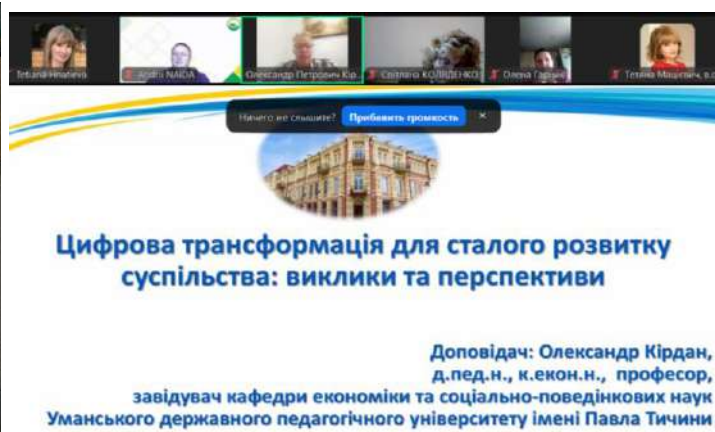 Tetiana Hnatieva
Andrii NAIDA
Олександр Петрович Кір...
Світлана КОЛЯДЕНКО
Олена Гарник
Тетяна Мацкевич, в.о
Ничего не слышите? Прибавить громкость ×
Цифрова трансформація для сталого розвитку
суспільства: виклики та перспективи
Доповідач: Олександр Кірдан,
д.пед.н., к.екон.н., професор,
завідувач кафедри економіки та соціально-поведінкових наук
Уманського державного педагогічного університету імені Павла Тичини